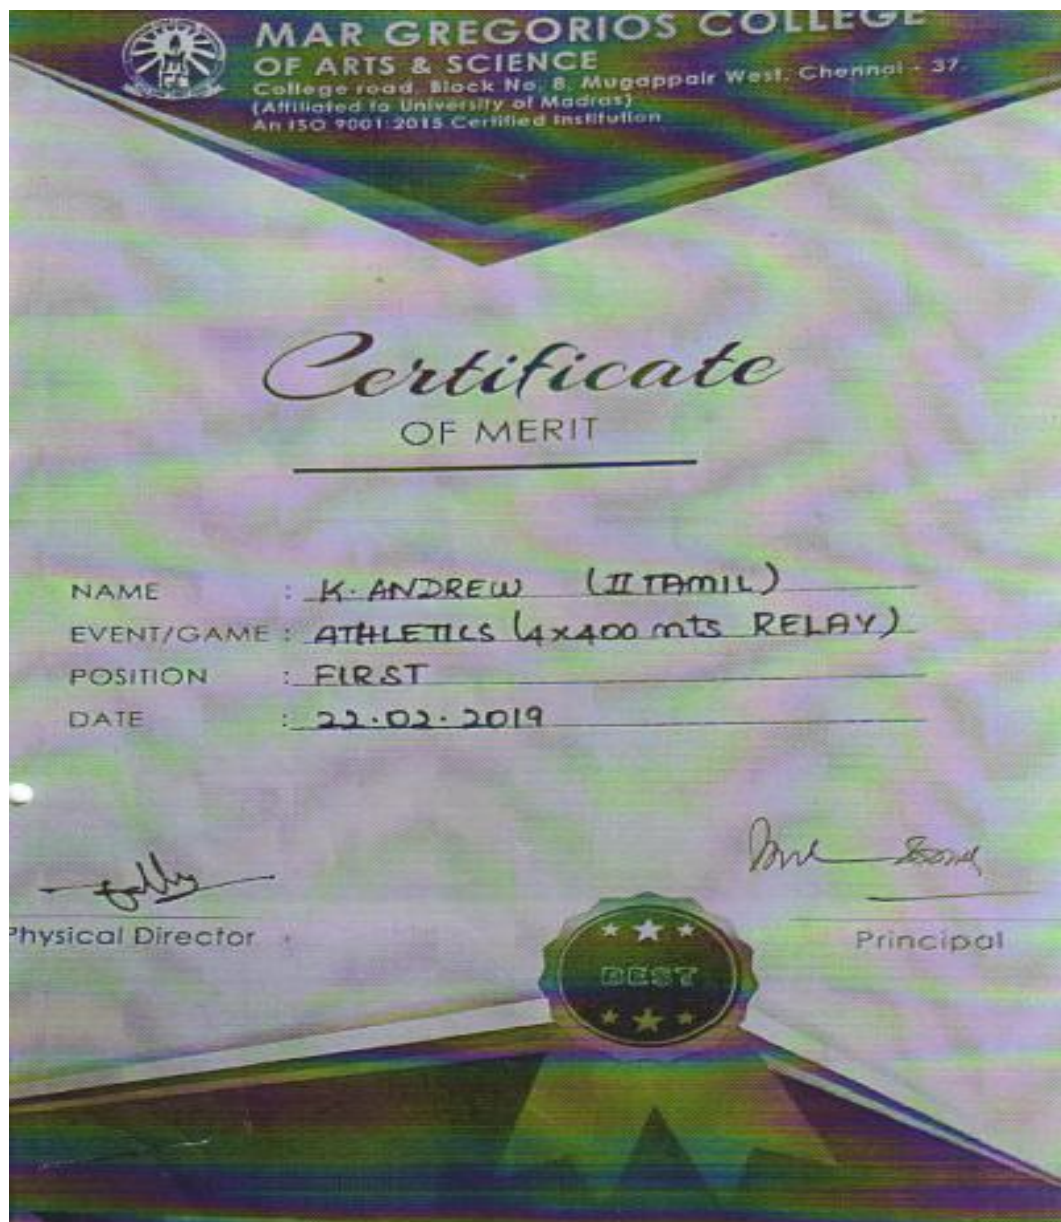 MAR GREGORIOS COLLEGE
OF ARTS & SCIENCE
College road, Block No. 8, Mugappair West, Chennai - 37.
(Affiliated to University of Madras)
An ISO 9001:2015 Certified Institution
Certificate
OF MERIT
NAME : K. ANDREW (II TAMIL)
EVENT/GAME : ATHLETICS (4x400 mts RELAY)
POSITION : FIRST
DATE : 22.02.2019
Physical Director
Principal
BEST